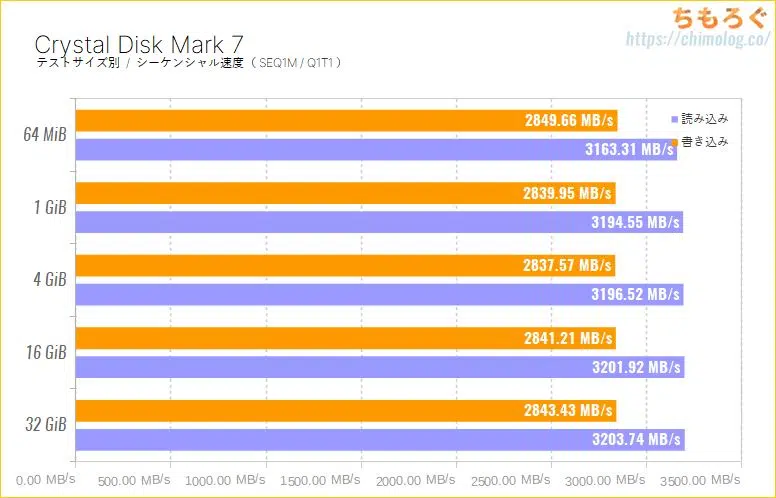 ちもろぐ
https://chimolog.co/
Crystal Disk Mark 7
テストサイズ別 / シーケンシャル速度（ SEQ1M / Q1T1 ）
64 MiB
2849.66 MB/s
3163.31 MB/s
読み込み
書き込み
1 GiB
2839.95 MB/s
3194.55 MB/s
4 GiB
2837.57 MB/s
3196.52 MB/s
16 GiB
2841.21 MB/s
3201.92 MB/s
32 GiB
2843.43 MB/s
3203.74 MB/s
0.00 MB/s 500.00 MB/s 1000.00 MB/s 1500.00 MB/s 2000.00 MB/s 2500.00 MB/s 3000.00 MB/s 3500.00 MB/s